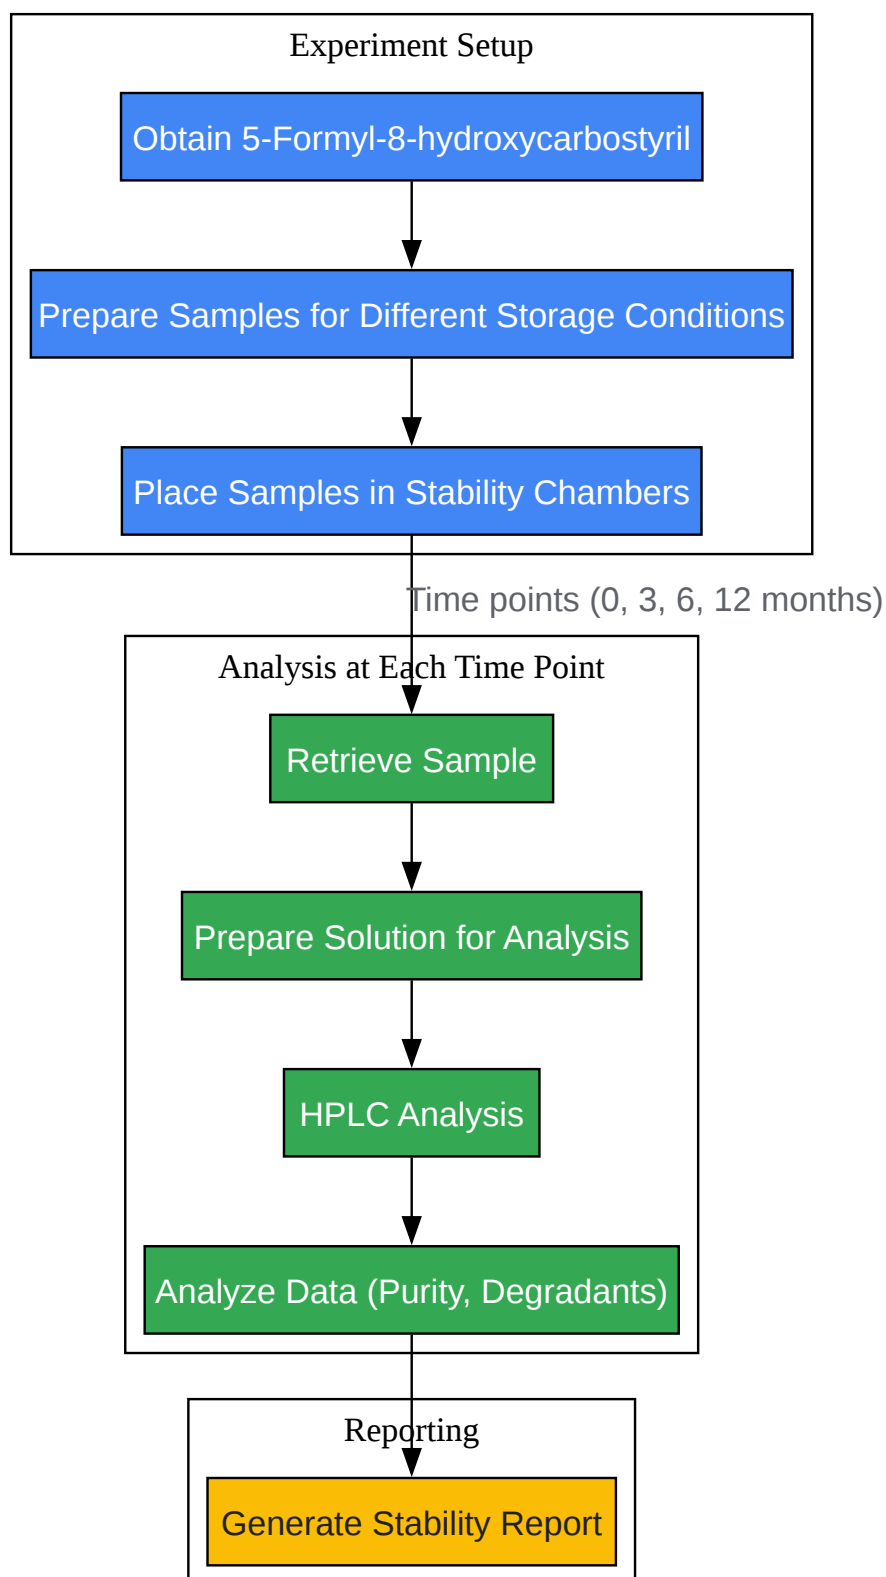 Experiment Setup
Obtain 5-Formyl-8-hydroxycarbostyril
Prepare Samples for Different Storage Conditions
Place Samples in Stability Chambers
Time points (0, 3, 6, 12 months)
Analysis at Each Time Point
Retrieve Sample
Prepare Solution for Analysis
HPLC Analysis
Analyze Data (Purity, Degradants)
Reporting
Generate Stability Report